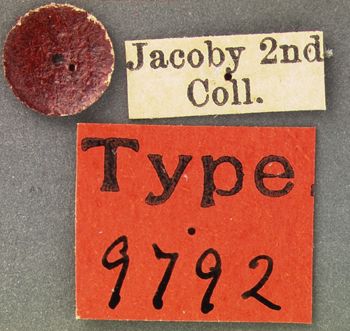 Jacoby 2nd
Coll.
Type
9792